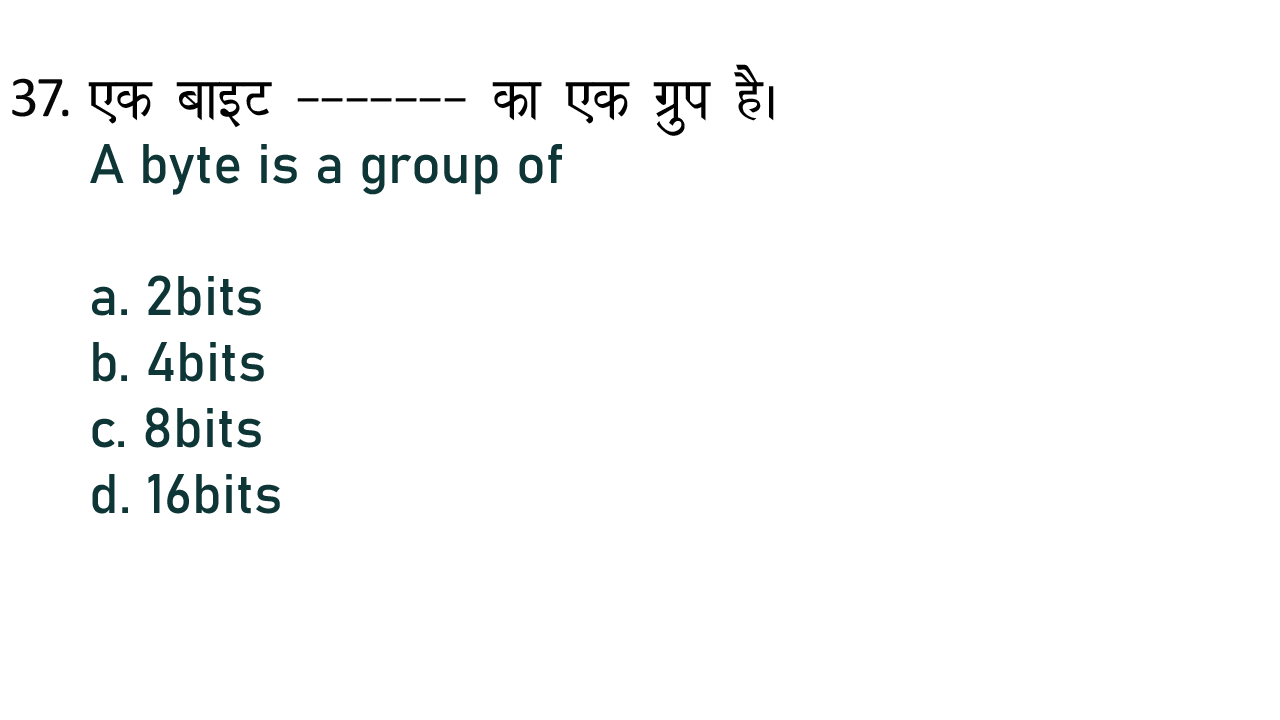 37. एक बाइट ------- का एक ग्रुप है।
A byte is a group of
a. 2bits
b. 4bits
c. 8bits
d. 16bits